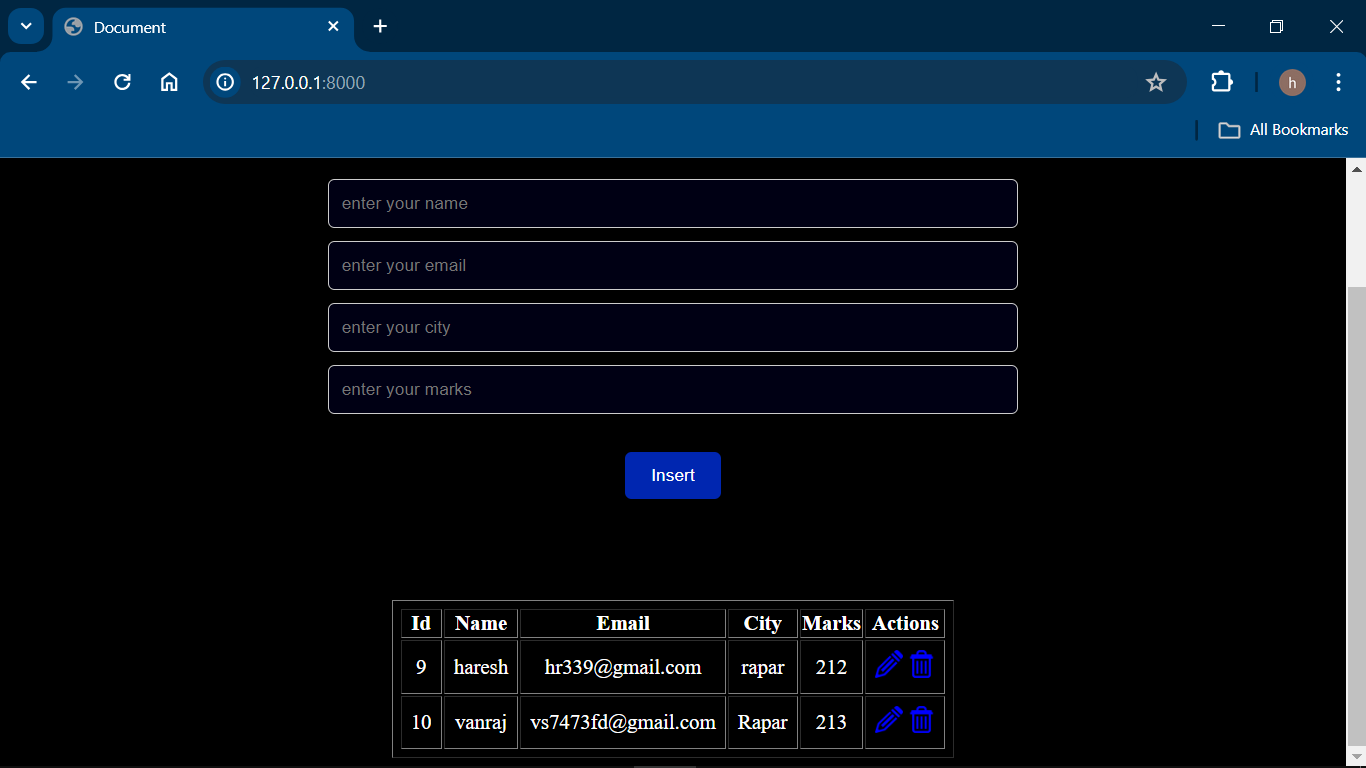 Document
127.0.0.1:8000
h
All Bookmarks
enter your name
enter your email
enter your city
enter your marks
Insert
Id Name Email City Marks Actions
9 haresh hr339@gmail.com rapar 212
10 vanraj vs7473fd@gmail.com Rapar 213